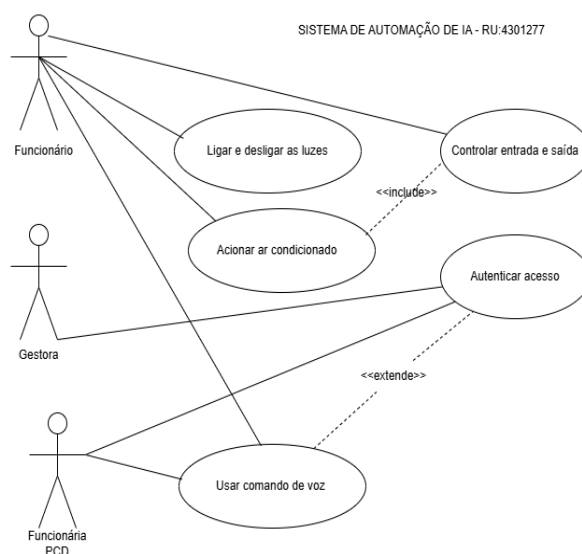 SISTEMA DE AUTOMAÇÃO DE IA - RU:4301277
Funcionário
Ligar e desligar as luzes
Controlar entrada e saída
<<include>>
Acionar ar condicionado
Autenticar acesso
Gestora
<<extende>>
Usar comando de voz
Funcionária
PCD